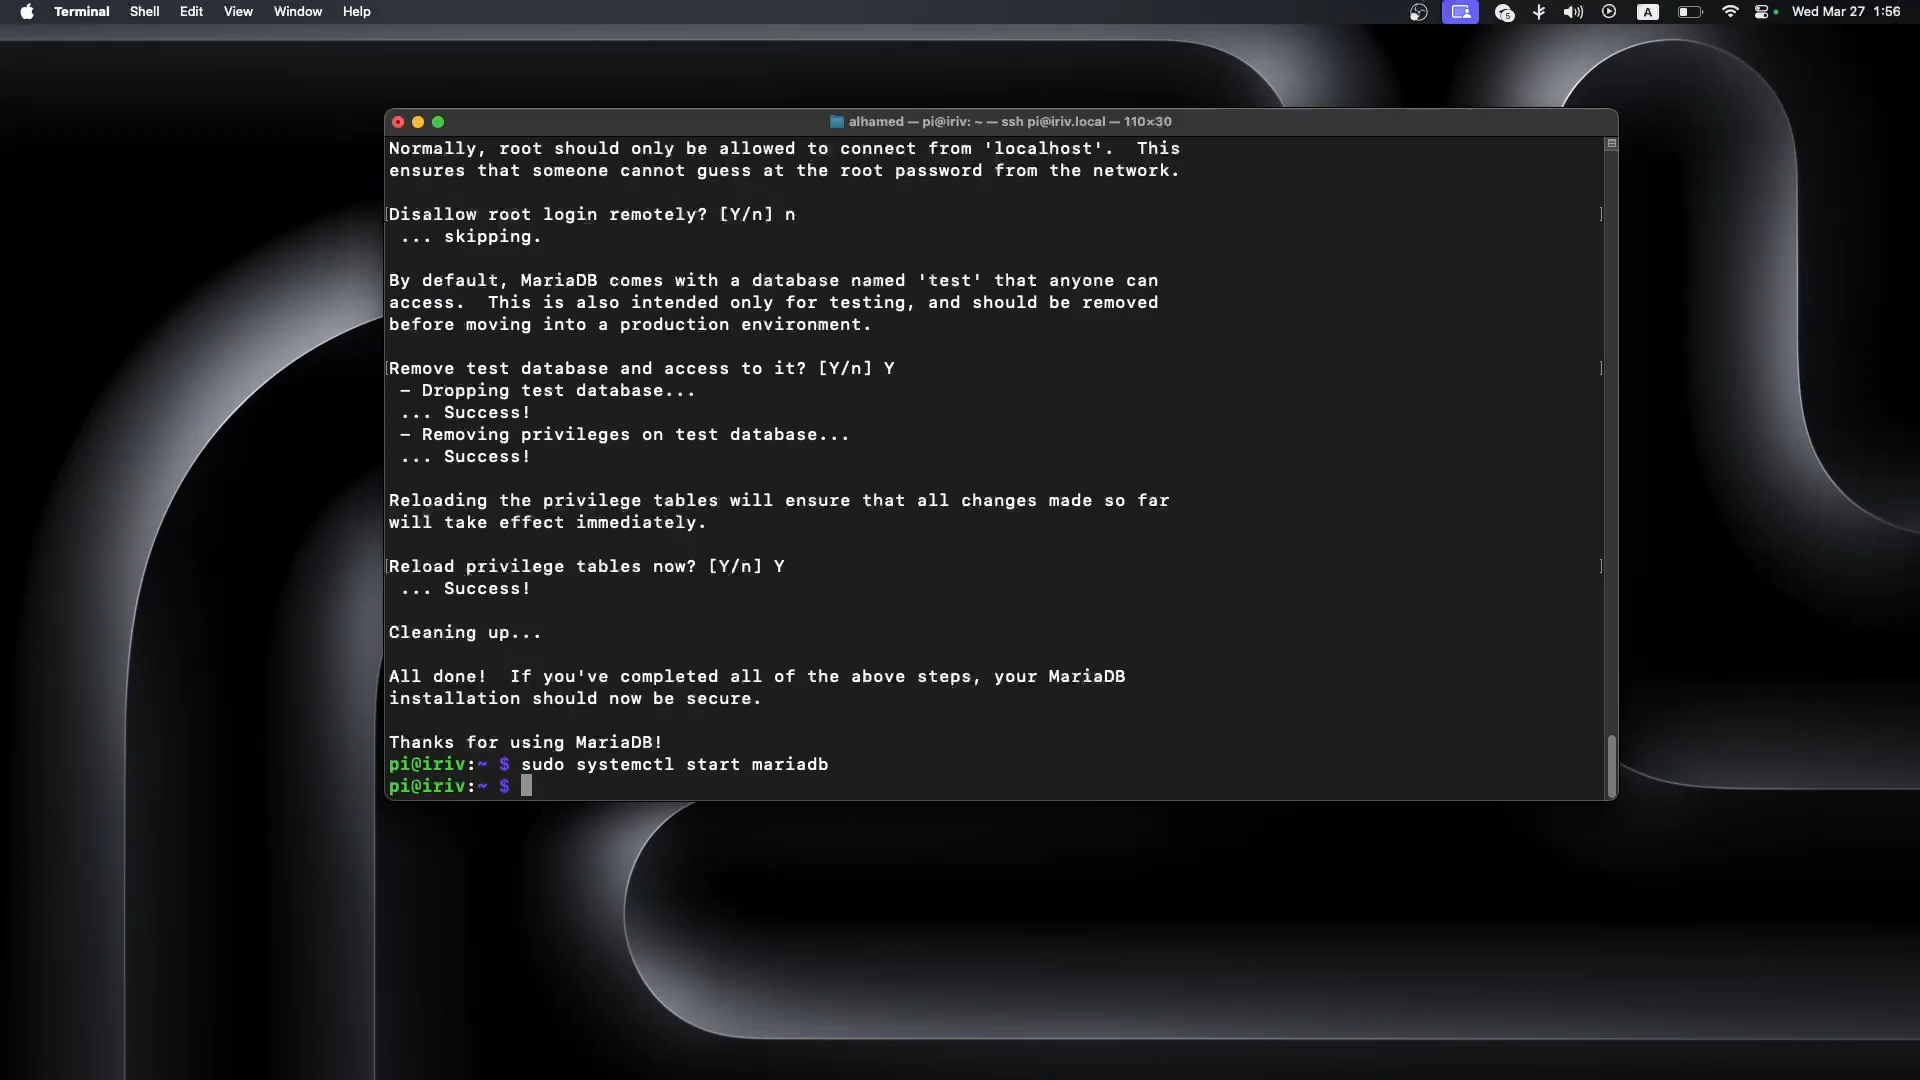 Terminal Shell Edit View Window Help
5 A Wed Mar 27 1:56
alhamed — pi@iriv: ~ — ssh pi@iriv.local — 110×30
Normally, root should only be allowed to connect from 'localhost'.  This
ensures that someone cannot guess at the root password from the network.
[Disallow root login remotely? [Y/n] n ]
 ... skipping.
By default, MariaDB comes with a database named 'test' that anyone can
access.  This is also intended only for testing, and should be removed
before moving into a production environment.
[Remove test database and access to it? [Y/n] Y ]
 – Dropping test database...
 ... Success!
 – Removing privileges on test database...
 ... Success!
Reloading the privilege tables will ensure that all changes made so far
will take effect immediately.
[Reload privilege tables now? [Y/n] Y ]
 ... Success!
Cleaning up...
All done!  If you've completed all of the above steps, your MariaDB
installation should now be secure.
Thanks for using MariaDB!
pi@iriv:~ $ sudo systemctl start mariadb
pi@iriv:~ $